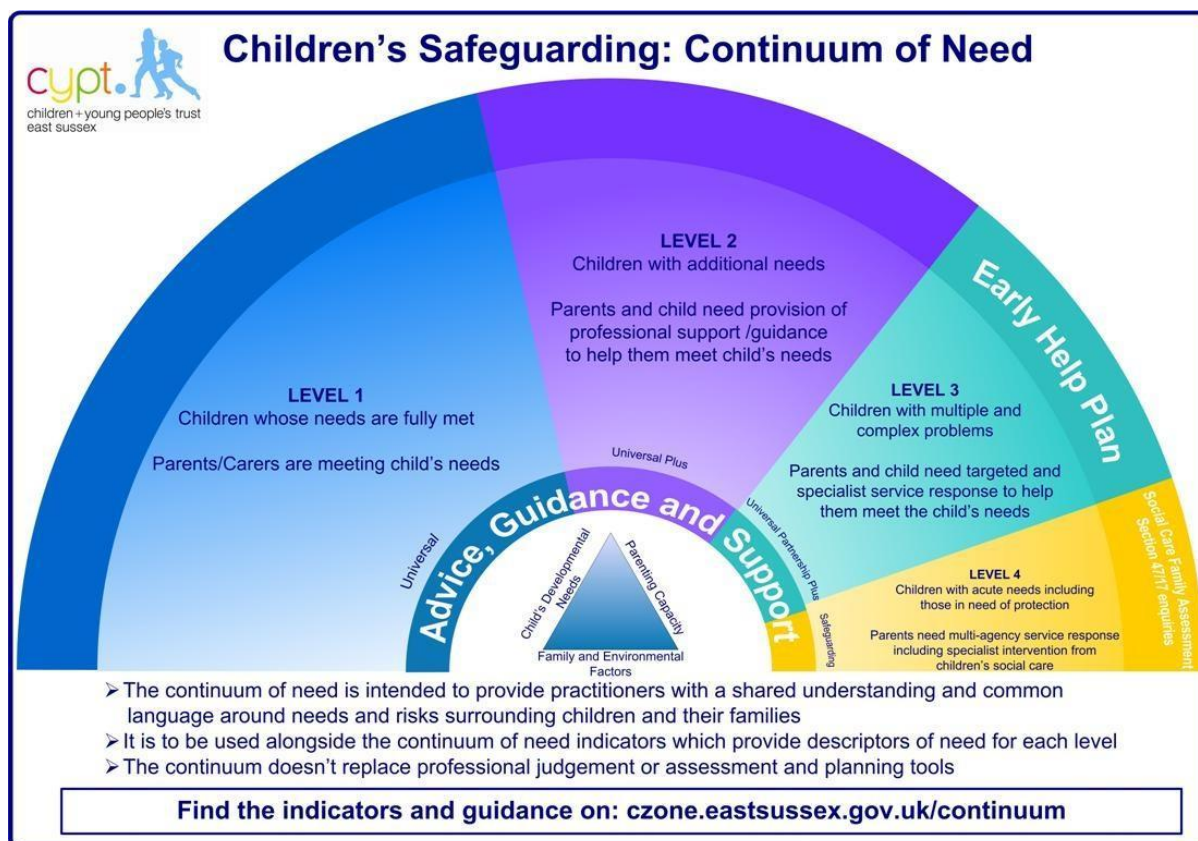 cypt.
children + young people's trust
east sussex
Children's Safeguarding: Continuum of Need
LEVEL 1
Children whose needs are fully met
Parents/Carers are meeting child's needs
LEVEL 2
Children with additional needs
Parents and child need provision of
professional support /guidance
to help them meet child's needs
LEVEL 3
Children with multiple and
complex problems
Parents and child need targeted and
specialist service response to help
them meet the child's needs
LEVEL 4
Children with acute needs including
those in need of protection
Parents need multi-agency service response
including specialist intervention from
children's social care
Early Help Plan
Social Care Family Assessment
Section 47/17 enquiries
Universal
Universal Plus
Universal Partnership Plus
Safeguarding
Advice, Guidance and Support
Child's Developmental
Needs
Parenting Capacity
Family and Environmental
Factors
➢ The continuum of need is intended to provide practitioners with a shared understanding and common
language around needs and risks surrounding children and their families
➢ It is to be used alongside the continuum of need indicators which provide descriptors of need for each level
➢ The continuum doesn't replace professional judgement or assessment and planning tools
Find the indicators and guidance on: czone.eastsussex.gov.uk/continuum